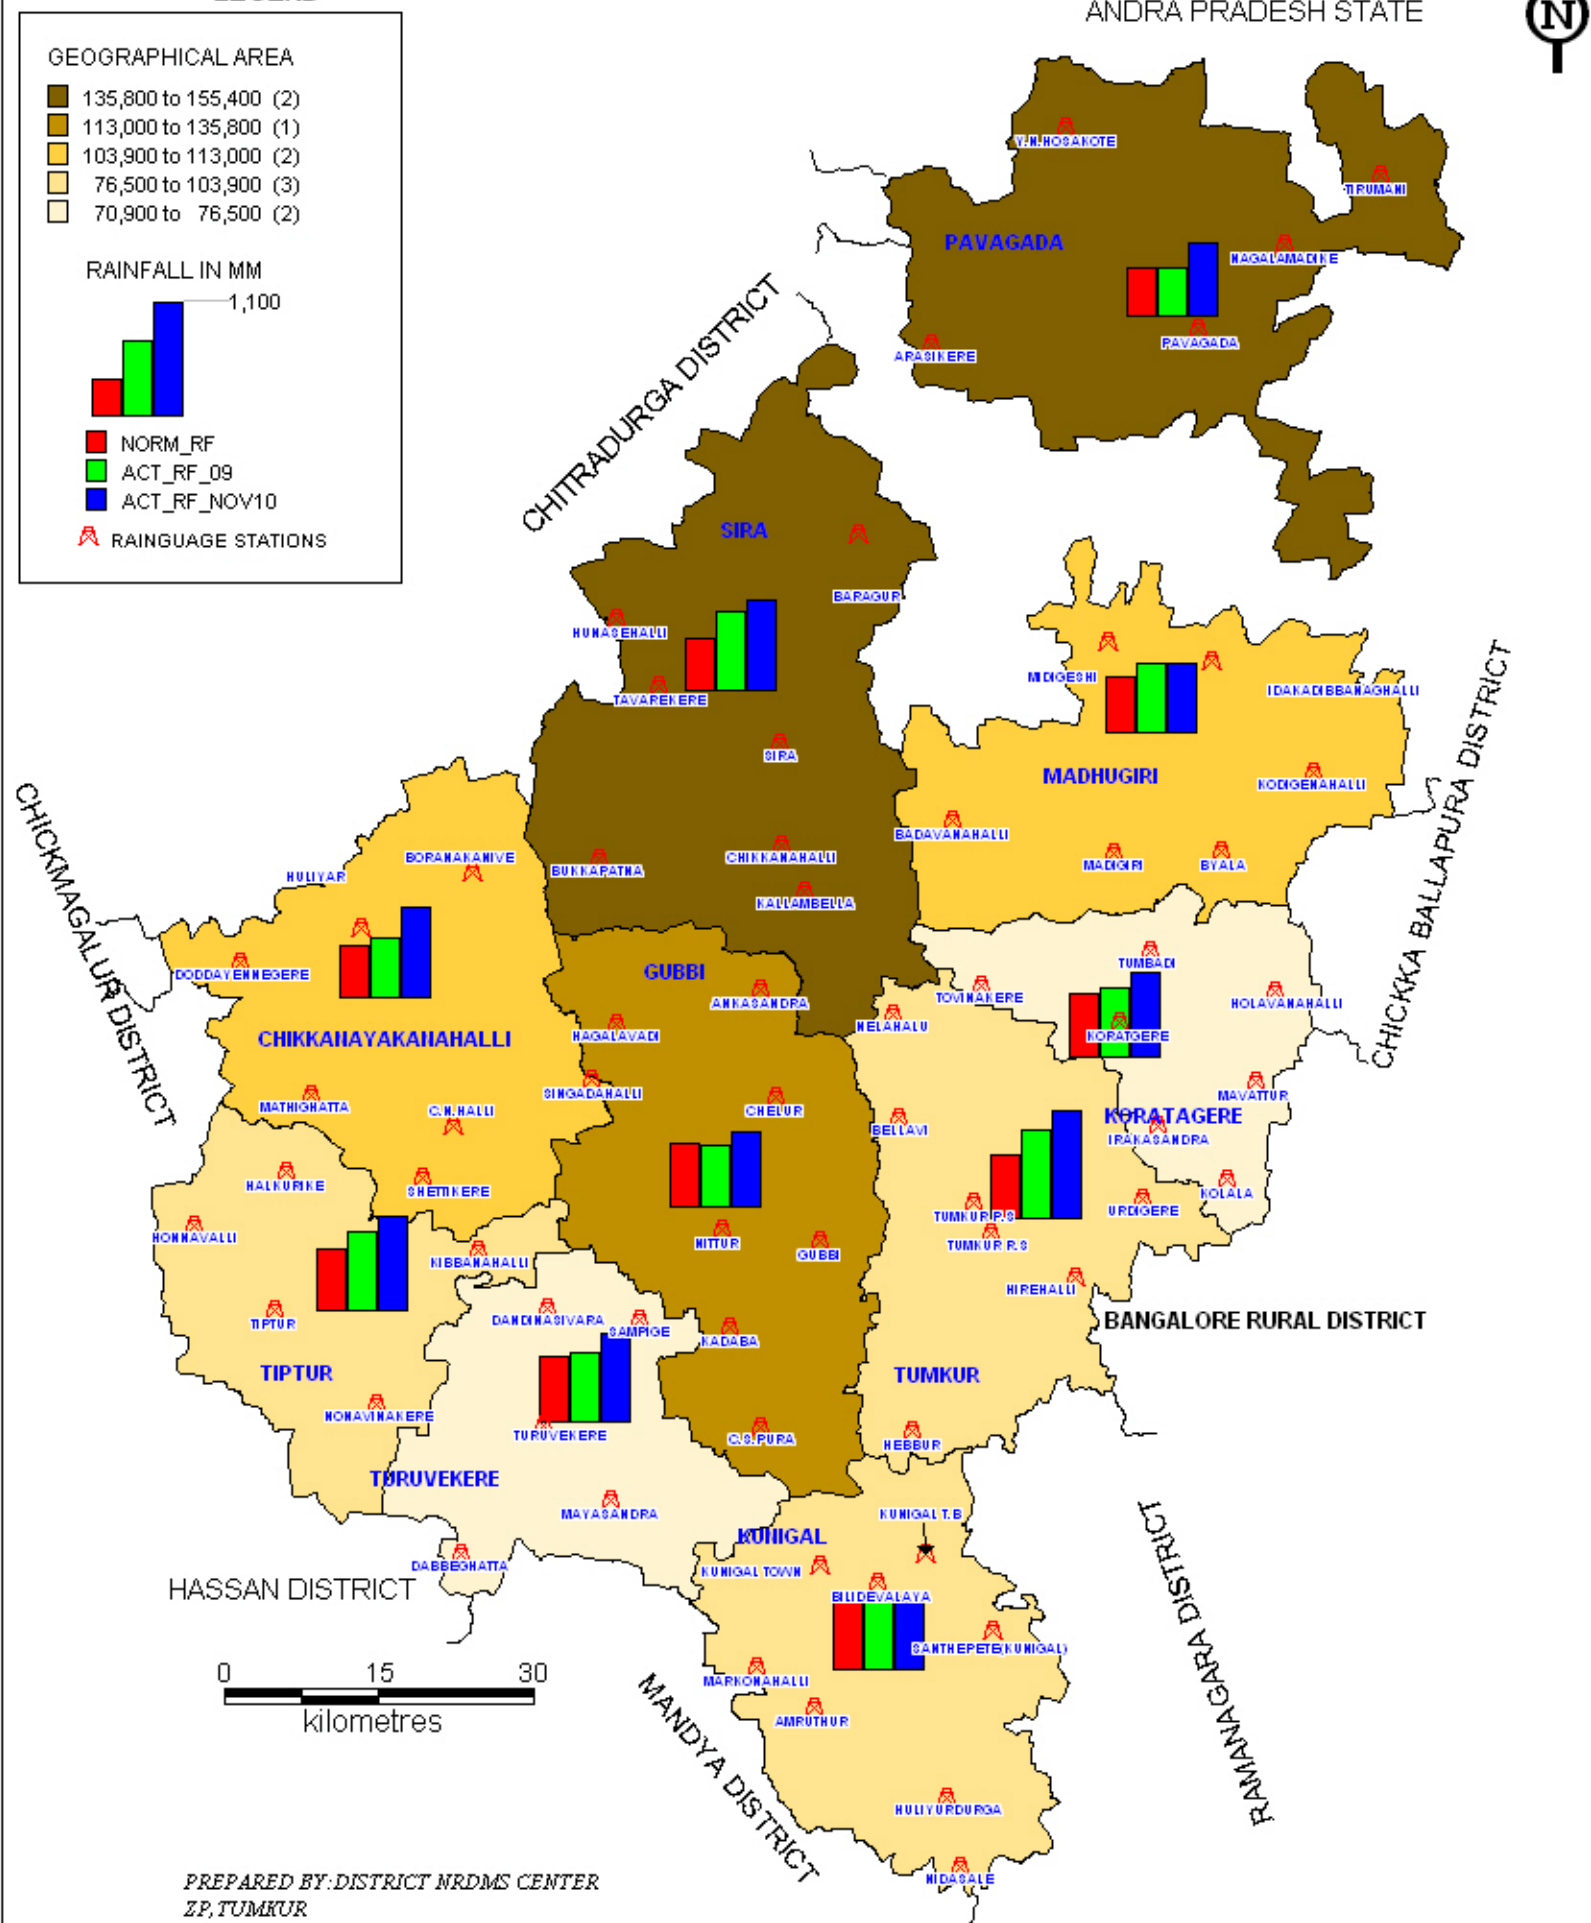 ANDRA PRADESH STATE
N
GEOGRAPHICAL AREA
135,800 to 155,400 (2)
113,000 to 135,800 (1)
103,900 to 113,000 (2)
76,500 to 103,900 (3)
70,900 to 76,500 (2)
RAINFALL IN MM
1,100
NORM_RF
ACT_RF_09
ACT_RF_NOV10
RAINGUAGE STATIONS
Y.N.HOSAKOTE
TIRUMANI
PAVAGADA
NAGALAMADIKE
PAVAGADA
ARASIKERE
CHITRADURGA DISTRICT
SIRA
BARAGUR
HUNASEHALLI
TAVAREKERE
SIRA
MIDIGESHI
IDAKADIBBANAGHALLI
MADHUGIRI
KODIGENAHALLI
BADAVANAHALLI
MADIGIRI
BYALA
CHICKKA BALLAPURA DISTRICT
CHICKMAGALUR DISTRICT
BORANAKANIVE
HULIYAR
BUKKAPATNA
CHIKKANAHALLI
KALLAMBELLA
DODDAYENNEGERE
GUBBI
ANKASANDRA
TUMBADI
TOVINAKERE
HOLAVANAHALLI
NELAHALU
KORATGERE
CHIKKANAYAKANAHALLI
HAGALAVADI
SINGADAHALLI
CHELUR
MAVATTUR
MATHIGHATTA
C.N.HALLI
BELLAVI
KORATAGERE
IRAKASANDRA
HALKURIKE
SHETTIKERE
KOLALA
URDIGERE
TUMKUR P.S
TUMKUR R.S
HONNAVALLI
KIBBANAHALLI
NITTUR
GUBBI
HIREHALLI
TIPTUR
DANDINASIVARA
SAMPIGE
KADABA
BANGALORE RURAL DISTRICT
TIPTUR
TUMKUR
NONAVINAKERE
TURUVEKERE
C.S.PURA
HEBBUR
TURUVEKERE
MAYASANDRA
KUNIGAL T.B
KUNIGAL
DABBEGHATTA
KUNIGAL TOWN
BILIDEVALAYA
HASSAN DISTRICT
SANTHEPETE(KUNIGAL)
RAMANAGARA DISTRICT
MARKONAHALLI
AMRUTHUR
0 15 30
kilometres
MANDYA DISTRICT
HULIYURDURGA
NIDASALE
PREPARED BY:DISTRICT NRDMS CENTER
ZP,TUMKUR